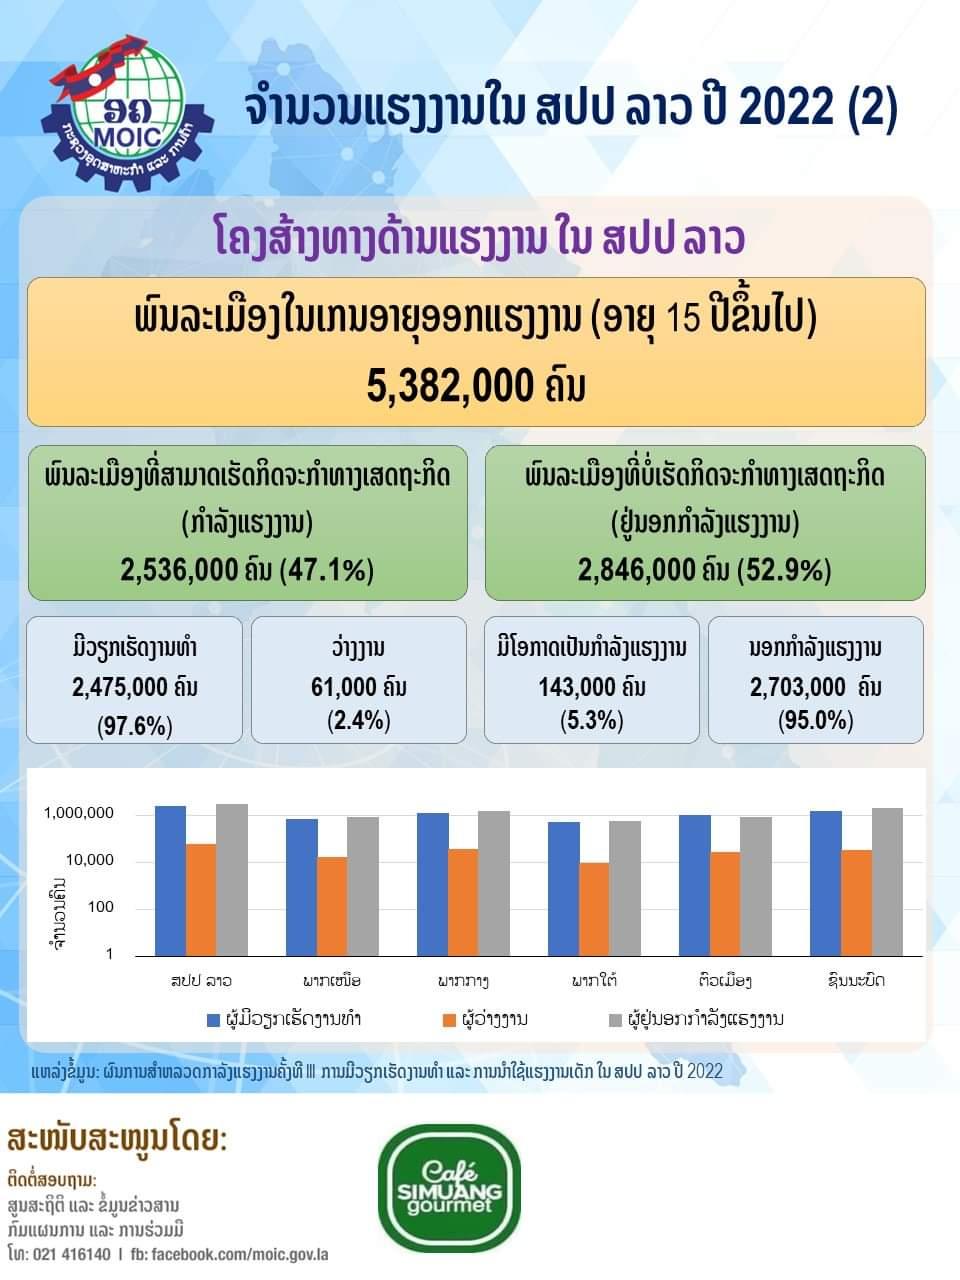 ອຄ
MOIC
ກະຊວງອຸດສາຫະກໍາ ແລະ ການຄ້າ
ຈໍານວນແຮງງານໃນ ສປປ ລາວ ປີ 2022 (2)
ໂຄງສ້າງທາງດ້ານແຮງງານ ໃນ ສປປ ລາວ
ພົນລະເມືອງໃນເກນອາຍຸອອກແຮງງານ (ອາຍຸ 15 ປີຂຶ້ນໄປ)
5,382,000 ຄົນ
ພົນລະເມືອງທີ່ສາມາດເຮັດກິດຈະກໍາທາງເສດຖະກິດ
(ກໍາລັງແຮງງານ)
2,536,000 ຄົນ (47.1%)
ພົນລະເມືອງທີ່ບໍ່ເຮັດກິດຈະກໍາທາງເສດຖະກິດ
(ຢູ່ນອກກໍາລັງແຮງງານ)
2,846,000 ຄົນ (52.9%)
ມີວຽກເຮັດງານທໍາ
2,475,000 ຄົນ
(97.6%)
ວ່າງງານ
61,000 ຄົນ
(2.4%)
ມີໂອກາດເປັນກໍາລັງແຮງງານ
143,000 ຄົນ
(5.3%)
ນອກກໍາລັງແຮງງານ
2,703,000 ຄົນ
(95.0%)
ຈໍານວນຄົນ
1,000,000
10,000
100
1
ສປປ ລາວ ພາກເໜືອ ພາກກາງ ພາກໃຕ້ ຕົວເມືອງ ຊົນນະບົດ
ຜູ້ມີວຽກເຮັດງານທໍາ ຜູ້ວ່າງງານ ຜູ້ຢູ່ນອກກໍາລັງແຮງງານ
ແຫລ່ງຂໍ້ມູນ: ຜົນການສໍາຫລວດກາລັງແຮງງານຄັ້ງທີ III ການມີວຽກເຮັດງານທໍາ ແລະ ການນໍາໃຊ້ແຮງງານເດັກ ໃນ ສປປ ລາວ ປີ 2022
ສະໜັບສະໜູນໂດຍ:
ຕິດຕໍ່ສອບຖາມ:
ສູນສະຖິຕິ ແລະ ຂໍ້ມູນຂ່າວສານ
ກົມແຜນການ ແລະ ການຮ່ວມມື
ໂທ: 021 416140 | fb: facebook.com/moic.gov.la
Café
SIMUANG
gourmet